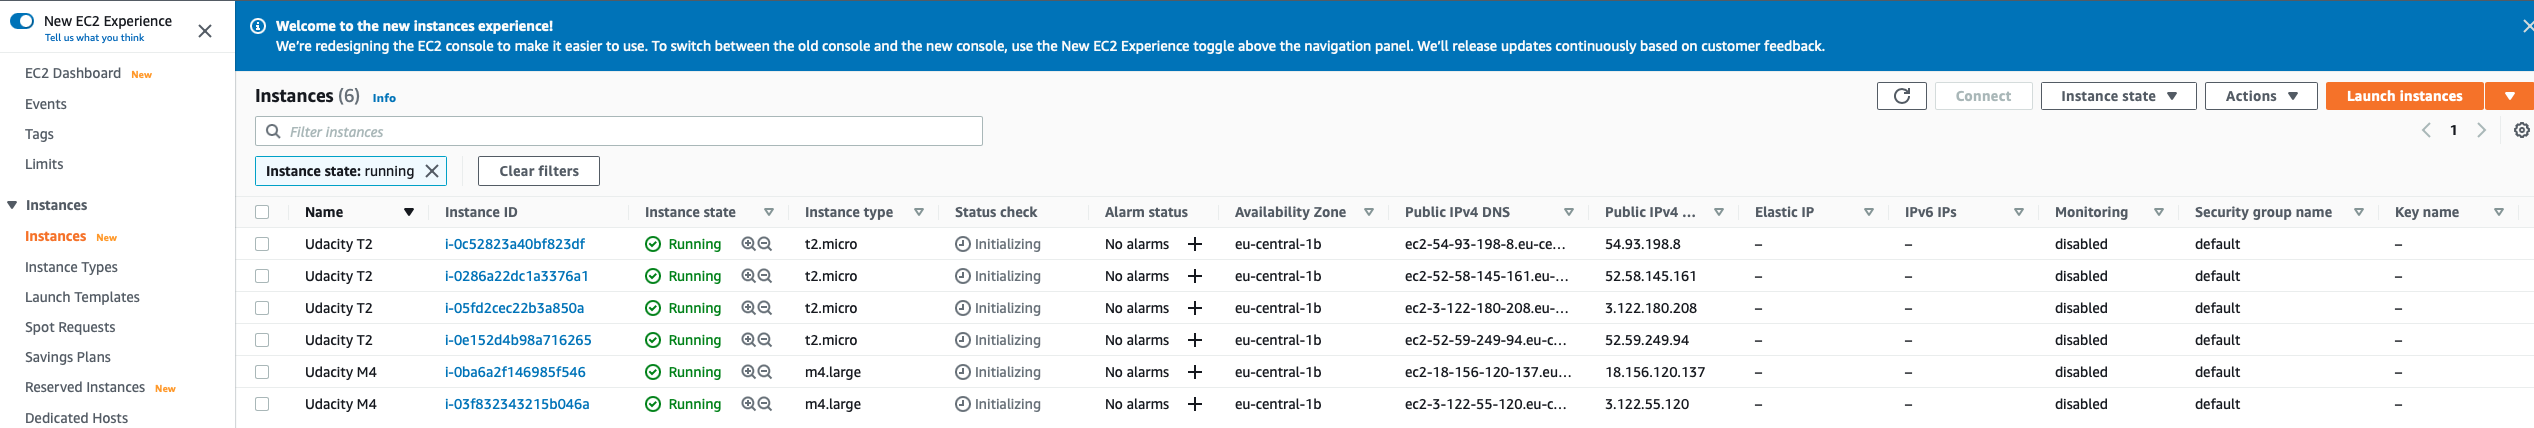 New EC2 Experience
Tell us what you think
EC2 Dashboard New
Events
Tags
Limits
Instances
Instances New
Instance Types
Launch Templates
Spot Requests
Savings Plans
Reserved Instances New
Dedicated Hosts
Welcome to the new instances experience!
We're redesigning the EC2 console to make it easier to use. To switch between the old console and the new console, use the New EC2 Experience toggle above the navigation panel. We'll release updates continuously based on customer feedback.
Instances (6) Info
Connect Instance state Actions Launch instances
Filter instances
1
Instance state: running Clear filters
Name Instance ID Instance state Instance type Status check Alarm status Availability Zone Public IPv4 DNS Public IPv4 ... Elastic IP IPv6 IPs Monitoring Security group name Key name
Udacity T2 i-0c52823a40bf823df Running t2.micro Initializing No alarms + eu-central-1b ec2-54-93-198-8.eu-ce... 54.93.198.8 – – disabled default –
Udacity T2 i-0286a22dc1a3376a1 Running t2.micro Initializing No alarms + eu-central-1b ec2-52-58-145-161.eu-... 52.58.145.161 – – disabled default –
Udacity T2 i-05fd2cec22b3a850a Running t2.micro Initializing No alarms + eu-central-1b ec2-3-122-180-208.eu-... 3.122.180.208 – – disabled default –
Udacity T2 i-0e152d4b98a716265 Running t2.micro Initializing No alarms + eu-central-1b ec2-52-59-249-94.eu-c... 52.59.249.94 – – disabled default –
Udacity M4 i-0ba6a2f146985f546 Running m4.large Initializing No alarms + eu-central-1b ec2-18-156-120-137.eu... 18.156.120.137 – – disabled default –
Udacity M4 i-03f832343215b046a Running m4.large Initializing No alarms + eu-central-1b ec2-3-122-55-120.eu-c... 3.122.55.120 – – disabled default –